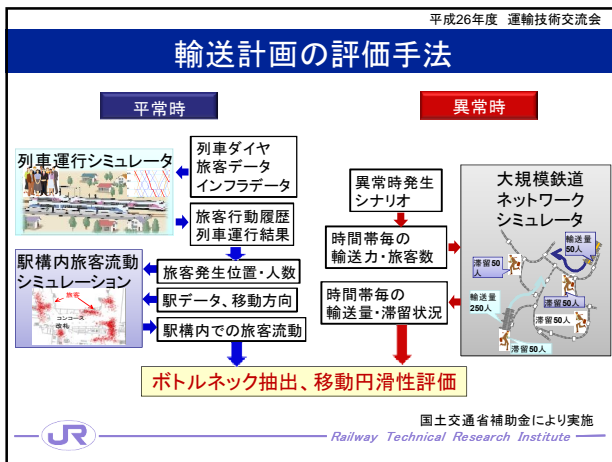 平成26年度 運輸技術交流会
輸送計画の評価手法
平常時
列車運行シミュレータ
列車ダイヤ
旅客データ
インフラデータ
旅客行動履歴
列車運行結果
駅構内旅客流動
シミュレーション
旅客
コンコース
改札
旅客発生位置・人数
駅データ、移動方向
駅構内での旅客流動
異常時
異常時発生
シナリオ
時間帯毎の
輸送力・旅客数
時間帯毎の
輸送量・滞留状況
大規模鉄道
ネットワーク
シミュレータ
輸送量
50人
滞留50
人
滞留50人
輸送量
250人
滞留50人
滞留50人
ボトルネック抽出、移動円滑性評価
国土交通省補助金により実施
JR
Railway Technical Research Institute